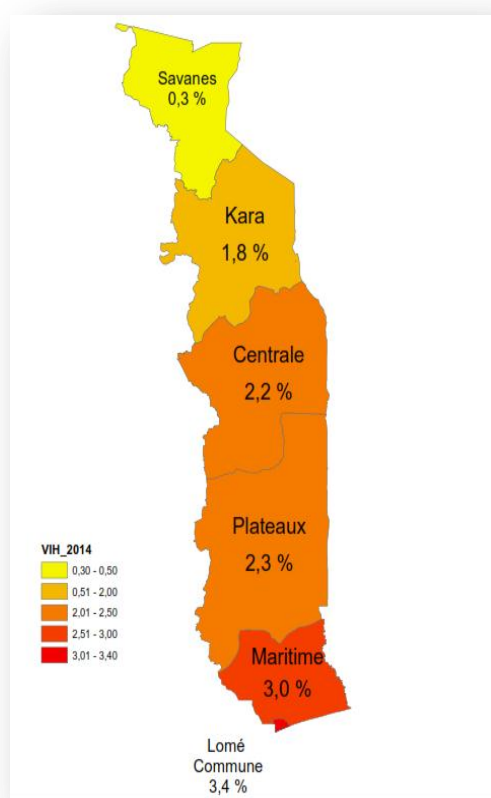 Savanes
0,3 %
Kara
1,8 %
Centrale
2,2 %
Plateaux
2,3 %
VIH_2014
0,30 - 0,50
0,51 - 2,00
2,01 - 2,50
2,51 - 3,00
3,01 - 3,40
Maritime
3,0 %
Lomé
Commune
3,4 %